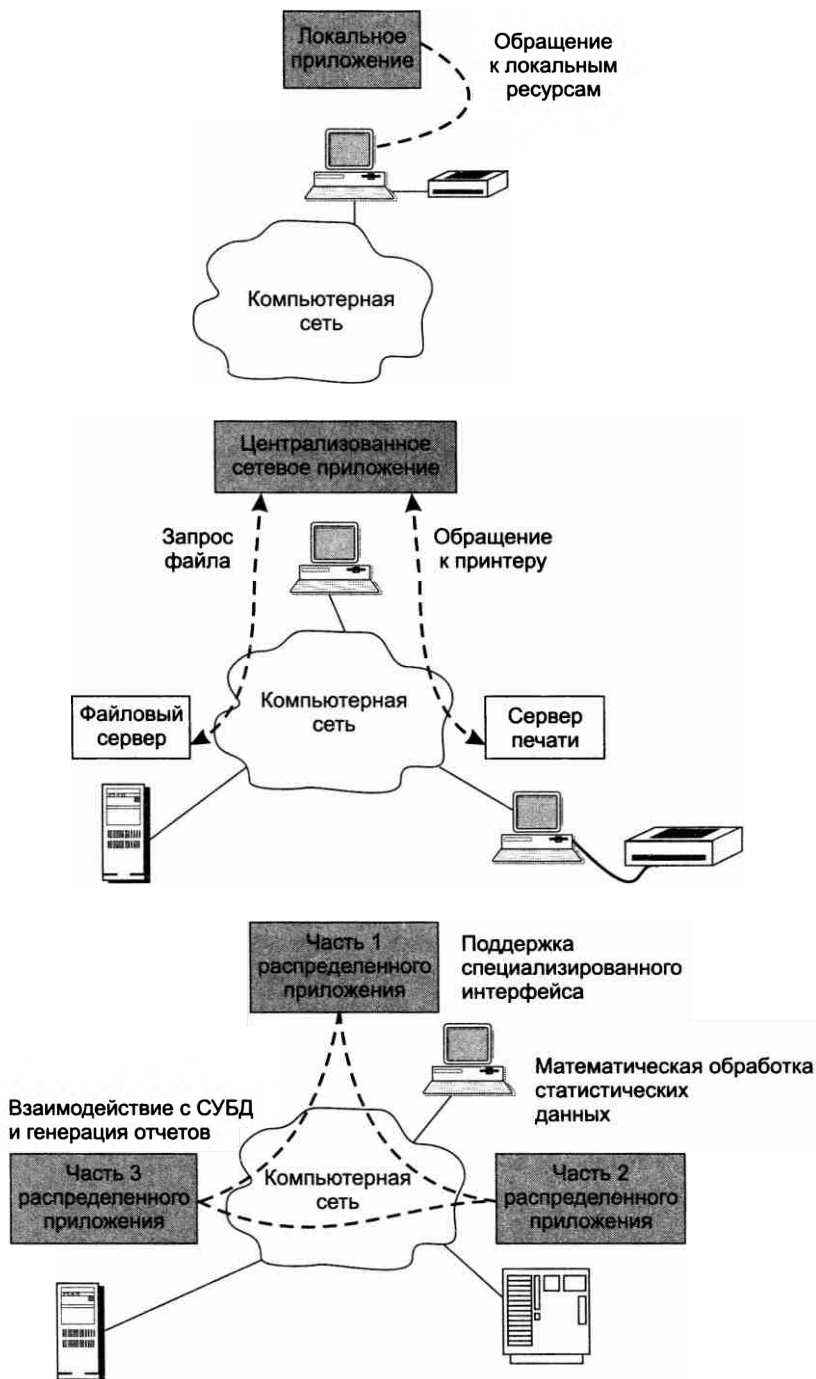 Локальное
приложение
Обращение
к локальным
ресурсам
Компьютерная
сеть
Централизованное
сетевое приложение
Запрос
файла
Обращение
к принтеру
Компьютерная
сеть
Файловый
сервер
Сервер
печати
Часть 1
распределенного
приложения
Поддержка
специализированного
интерфейса
Математическая обработка
статистических
данных
Взаимодействие с СУБД
и генерация отчетов
Часть 3
распределенного
приложения
Компьютерная
сеть
Часть 2
распределенного
приложения